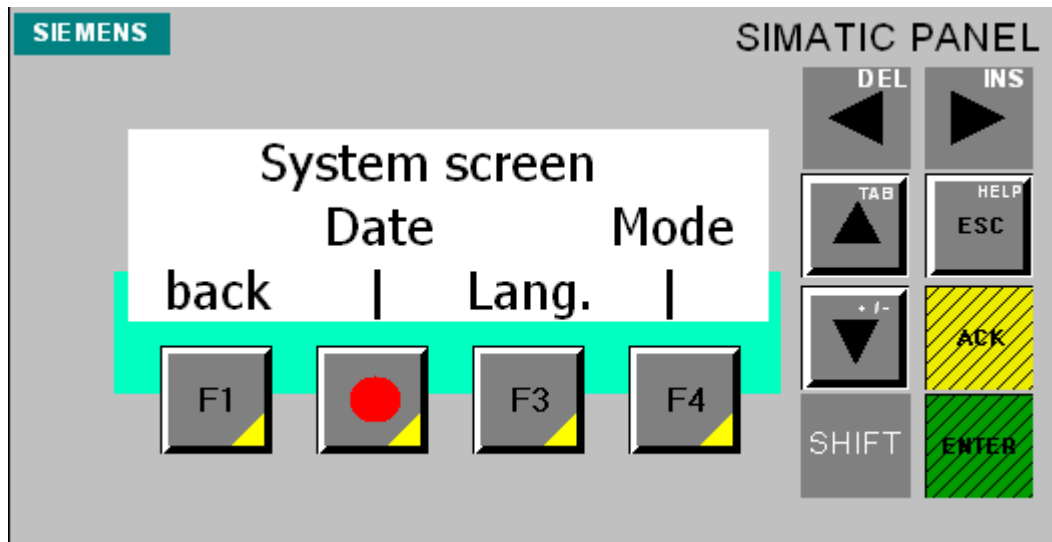 SIEMENS
SIMATIC PANEL
DEL
INS
System screen
Date Mode
back | Lang. |
TAB
HELP
ESC
+ /-
ACK
F1
F3
F4
SHIFT
ENTER